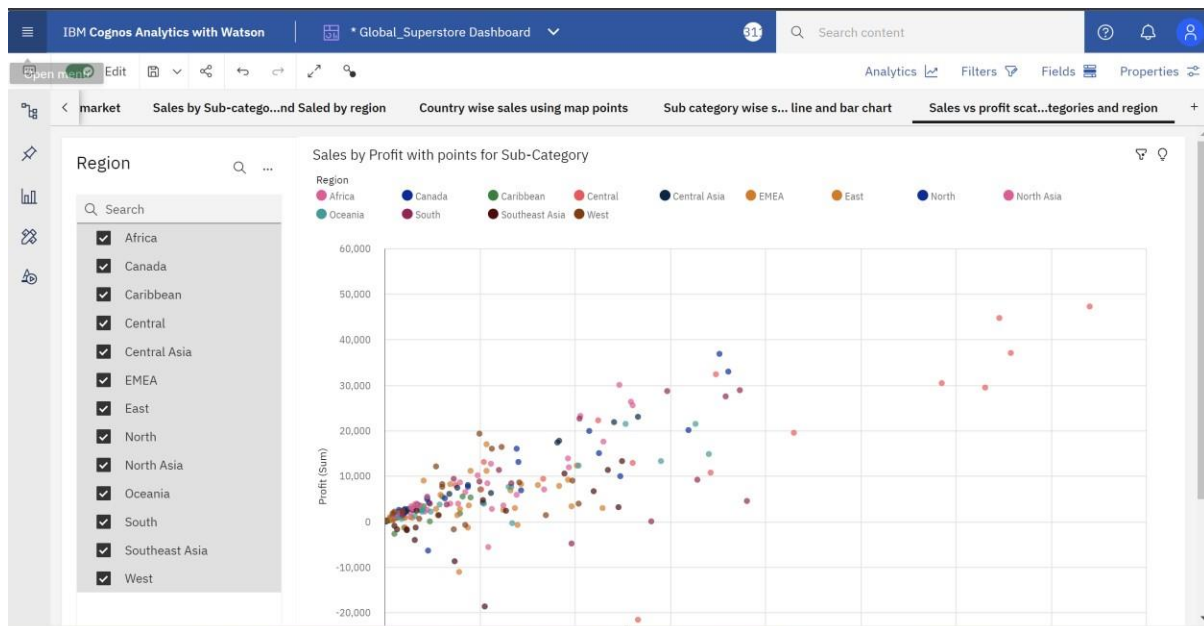 IBM Cognos Analytics with Watson
* Global_Superstore Dashboard
Search content
Open menu
Edit
Analytics
Filters
Fields
Properties
market
Sales by Sub-catego...nd Saled by region
Country wise sales using map points
Sub category wise s... line and bar chart
Sales vs profit scat...tegories and region
+
Region
...
Search
Africa
Canada
Caribbean
Central
Central Asia
EMEA
East
North
North Asia
Oceania
South
Southeast Asia
West
Sales by Profit with points for Sub-Category
Region
Africa Canada Caribbean Central Central Asia EMEA East North North Asia
Oceania South Southeast Asia West
Profit (Sum)
60,000
50,000
40,000
30,000
20,000
10,000
0
-10,000
-20,000